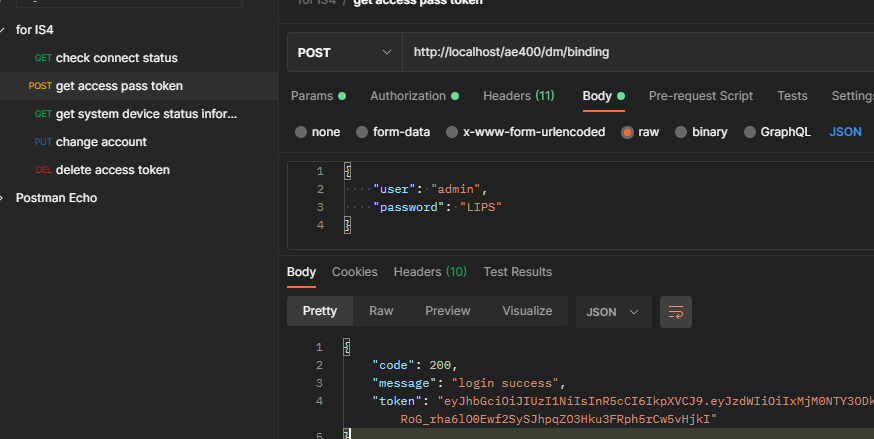 for IS4 / get access pass token
for IS4
GET check connect status
POST get access pass token
GET get system device status infor...
PUT change account
DEL delete access token
Postman Echo
POST http://localhost/ae400/dm/binding
Params Authorization Headers (11) Body Pre-request Script Tests Settings
none form-data x-www-form-urlencoded raw binary GraphQL JSON
1 {
2 "user": "admin",
3 "password": "LIPS"
4 }
Body Cookies Headers (10) Test Results
Pretty Raw Preview Visualize JSON
1 {
2 "code": 200,
3 "message": "login success",
4 "token": "eyJhbGciOiJIUzI1NiIsInR5cCI6IkpXVCJ9.eyJzdWIiOiIxMjM0NTY3ODk
RoG_rha6lO0Ewf2SySJhpqZO3Hku3FRph5rCw5vHjkI"
5 }